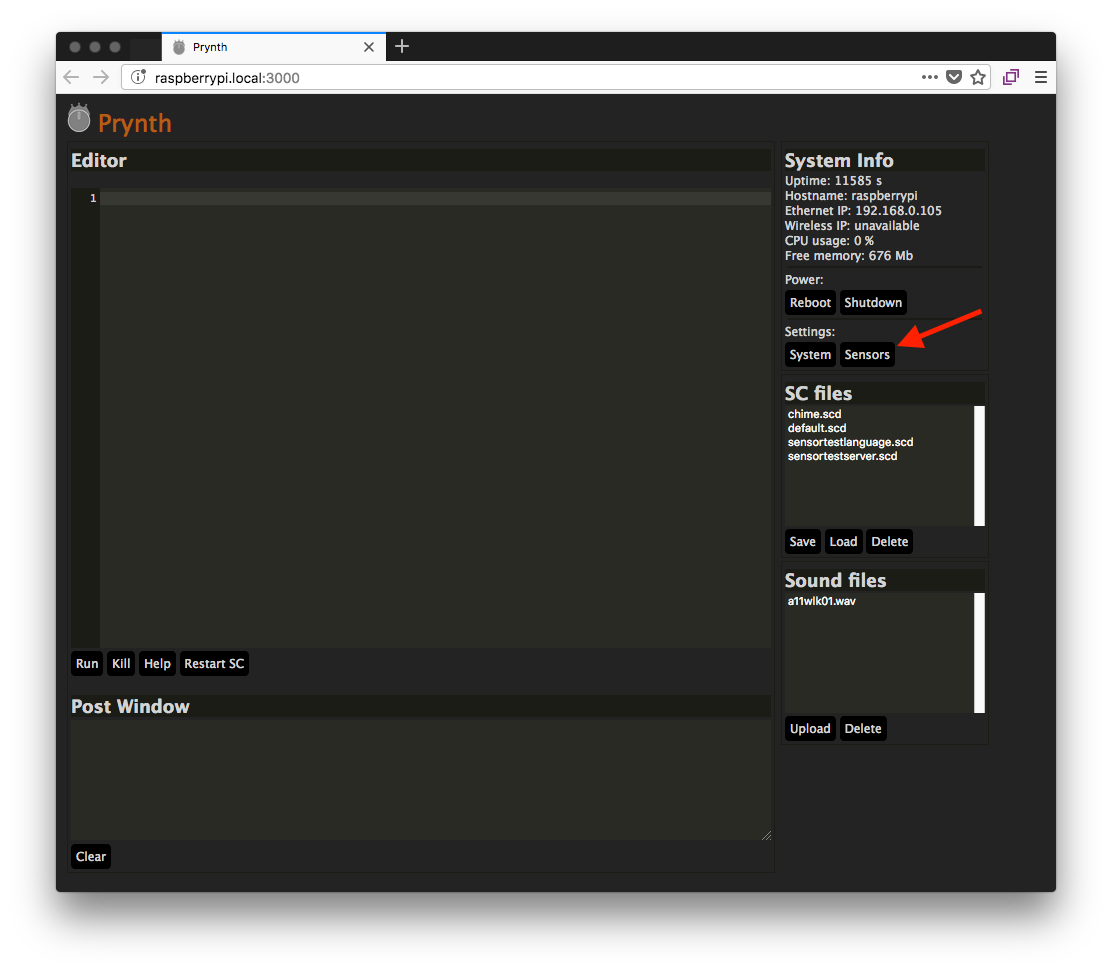 Prynth
raspberrypi.local:3000
Prynth
Editor
1
Run Kill Help Restart SC
Post Window
Clear
System Info
Uptime: 11585 s
Hostname: raspberrypi
Ethernet IP: 192.168.0.105
Wireless IP: unavailable
CPU usage: 0 %
Free memory: 676 Mb
Power:
Reboot Shutdown
Settings:
System Sensors
SC files
chime.scd
default.scd
sensortestlanguage.scd
sensortestserver.scd
Save Load Delete
Sound files
a11wlk01.wav
Upload Delete